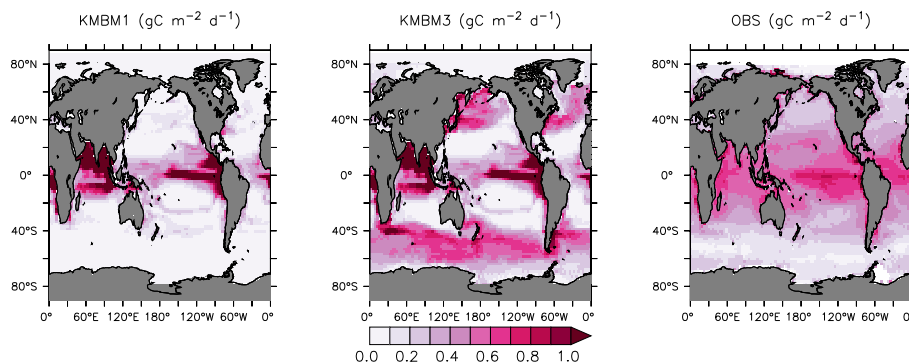 KMBM1 (gC m⁻² d⁻¹) KMBM3 (gC m⁻² d⁻¹) OBS (gC m⁻² d⁻¹)
80°N 80°N 80°N
40°N 40°N 40°N
0° 0° 0°
40°S 40°S 40°S
80°S 80°S 80°S
0° 60°E 120°E 180° 120°W 60°W 0° 0° 60°E 120°E 180° 120°W 60°W 0° 0° 60°E 120°E 180° 120°W 60°W 0°
0.0 0.2 0.4 0.6 0.8 1.0